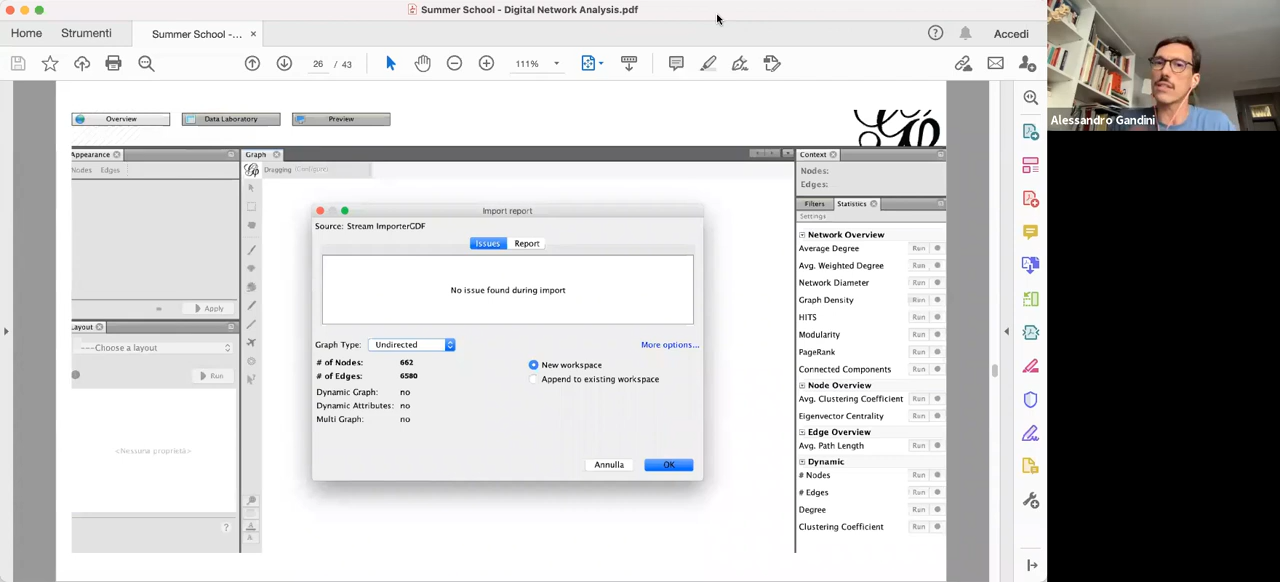 Summer School - Digital Network Analysis.pdf
Home Strumenti Summer School -... × Accedi
26 / 43 111%
Alessandro Gandini
Overview Data Laboratory Preview
Appearance
Nodes Edges
Apply
Layout
---Choose a layout
Run
<Nessuna proprietà>
?
Graph
Dragging (Configure)
Import report
Source: Stream ImporterGDF
Issues Report
No issue found during import
Graph Type: Undirected More options...
# of Nodes: 662
# of Edges: 6580
Dynamic Graph: no
Dynamic Attributes: no
Multi Graph: no
New workspace
Append to existing workspace
Annulla OK
Context
Nodes:
Edges:
Filters Statistics
Settings
Network Overview
Average Degree Run
Avg. Weighted Degree Run
Network Diameter Run
Graph Density Run
HITS Run
Modularity Run
PageRank Run
Connected Components Run
Node Overview
Avg. Clustering Coefficient Run
Eigenvector Centrality Run
Edge Overview
Avg. Path Length Run
Dynamic
# Nodes Run
# Edges Run
Degree Run
Clustering Coefficient Run